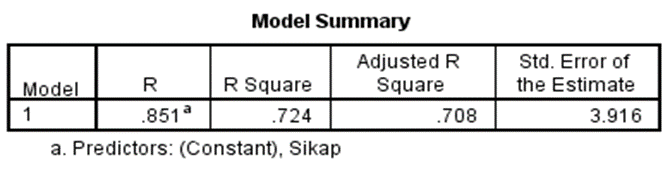 Model Summary
Model R R Square Adjusted R Square Std. Error of the Estimate
1 .851a .724 .708 3.916
a. Predictors: (Constant), Sikap